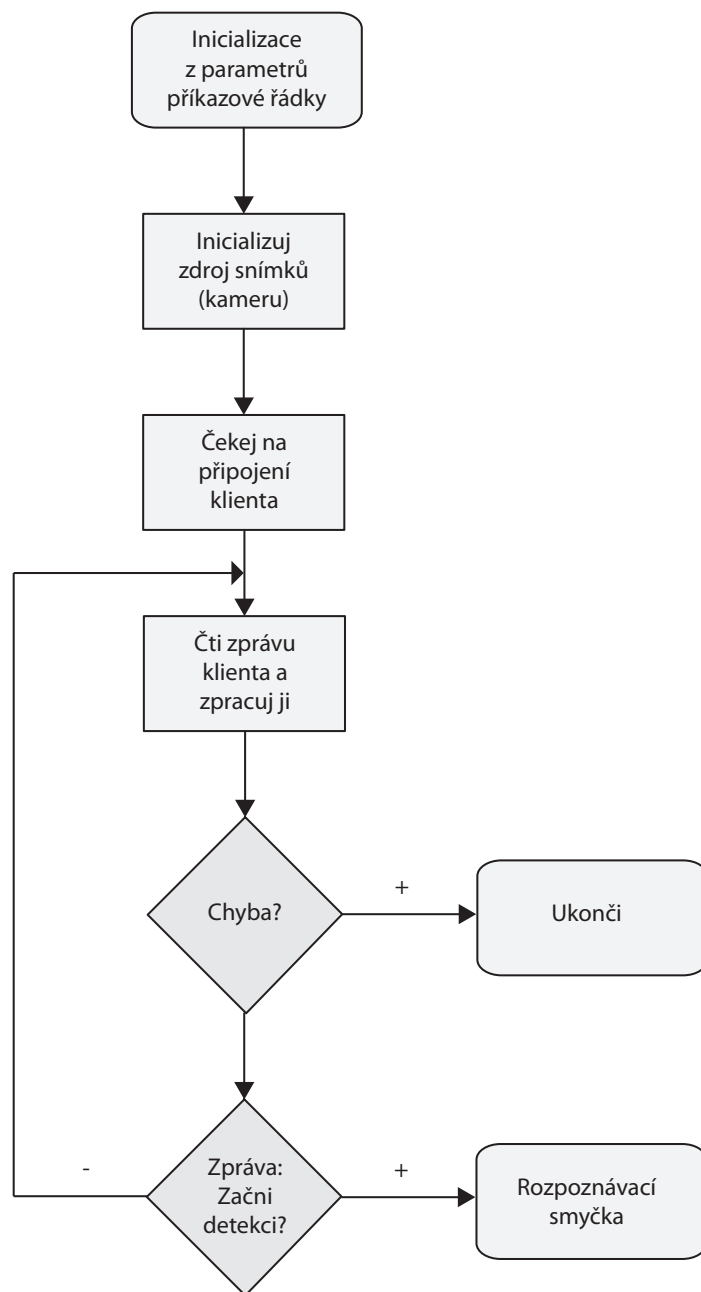 Inicializace
z parametrů
příkazové řádky
Inicializuj
zdroj snímků
(kameru)
Čekej na
připojení
klienta
Čti zprávu
klienta a
zpracuj ji
Chyba?
+
Ukonči
-
Zpráva:
Začni
detekci?
+
Rozpoznávací
smyčka